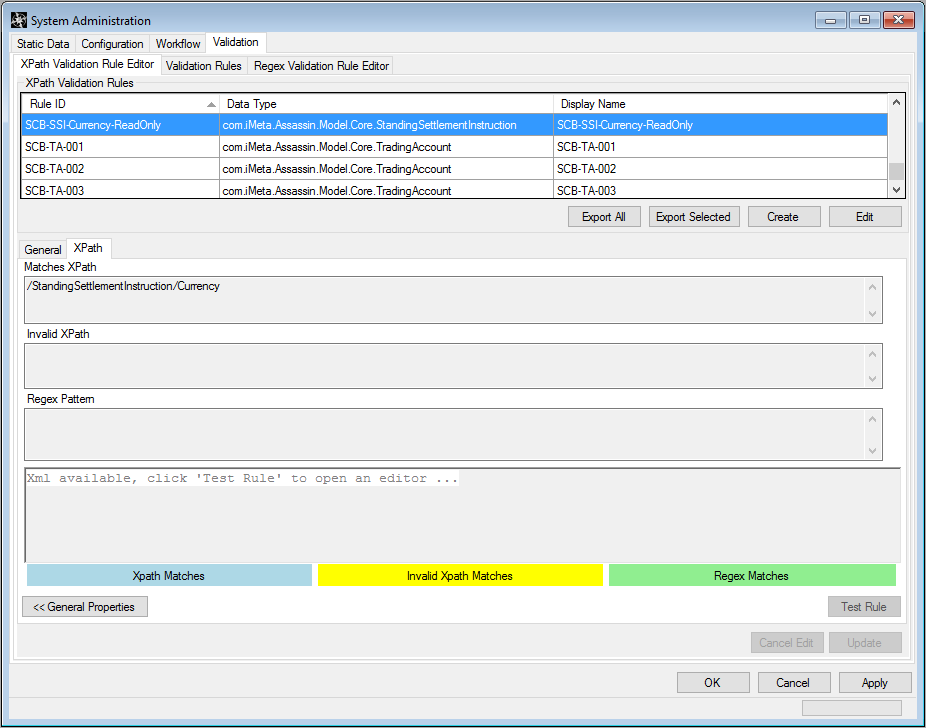 System Administration
Static Data Configuration Workflow Validation
XPath Validation Rule Editor Validation Rules Regex Validation Rule Editor
XPath Validation Rules
Rule ID Data Type Display Name
SCB-SSI-Currency-ReadOnly com.iMeta.Assassin.Model.Core.StandingSettlementInstruction SCB-SSI-Currency-ReadOnly
SCB-TA-001 com.iMeta.Assassin.Model.Core.TradingAccount SCB-TA-001
SCB-TA-002 com.iMeta.Assassin.Model.Core.TradingAccount SCB-TA-002
SCB-TA-003 com.iMeta.Assassin.Model.Core.TradingAccount SCB-TA-003
Export All Export Selected Create Edit
General XPath
Matches XPath
/StandingSettlementInstruction/Currency
Invalid XPath
Regex Pattern
Xml available, click 'Test Rule' to open an editor ...
Xpath Matches Invalid Xpath Matches Regex Matches
<< General Properties Test Rule
Cancel Edit Update
OK Cancel Apply